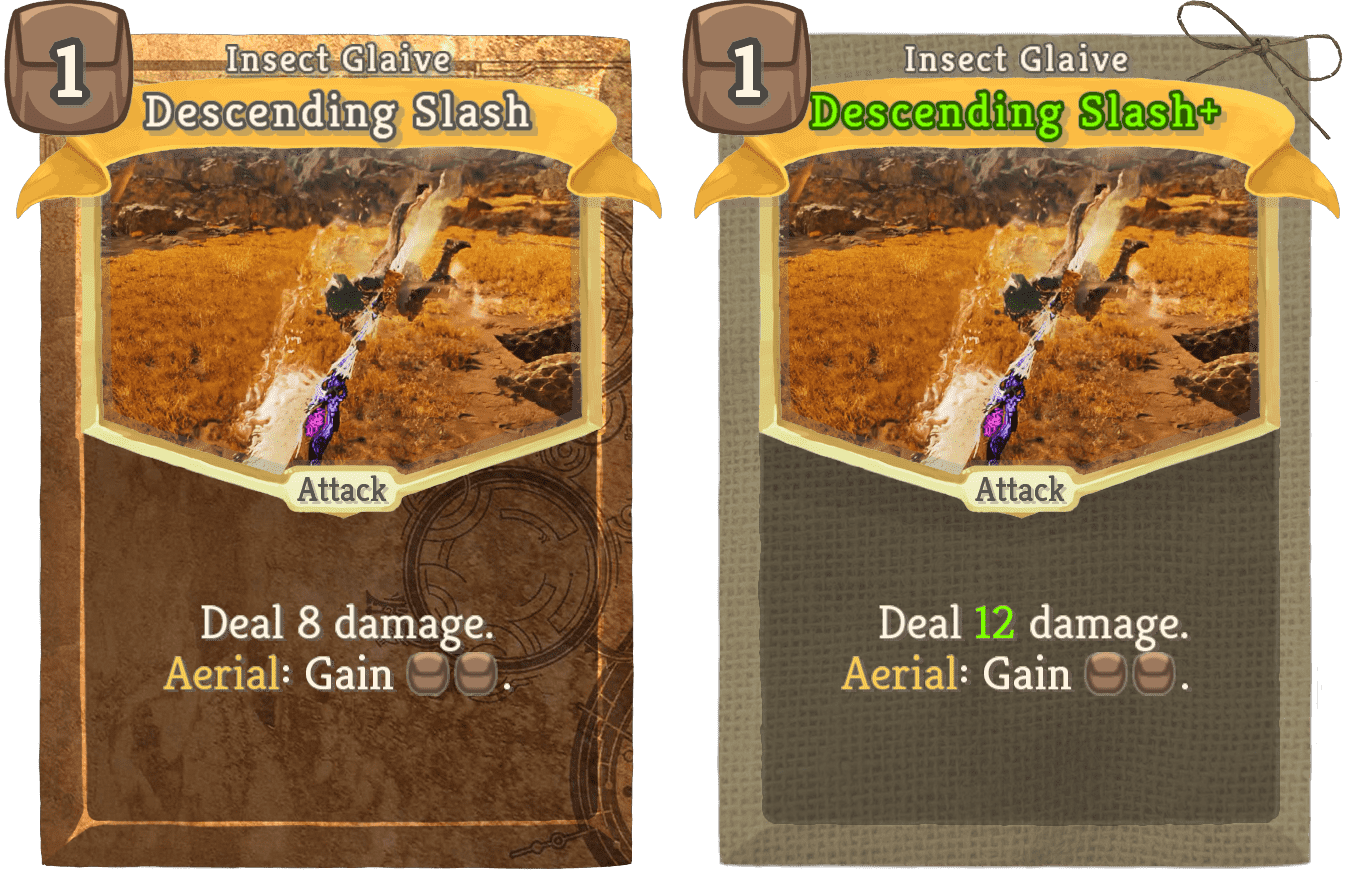 1
Insect Glaive
Descending Slash
Attack
Deal 8 damage.
Aerial: Gain .
1
Insect Glaive
Descending Slash+
Attack
Deal 12 damage.
Aerial: Gain .